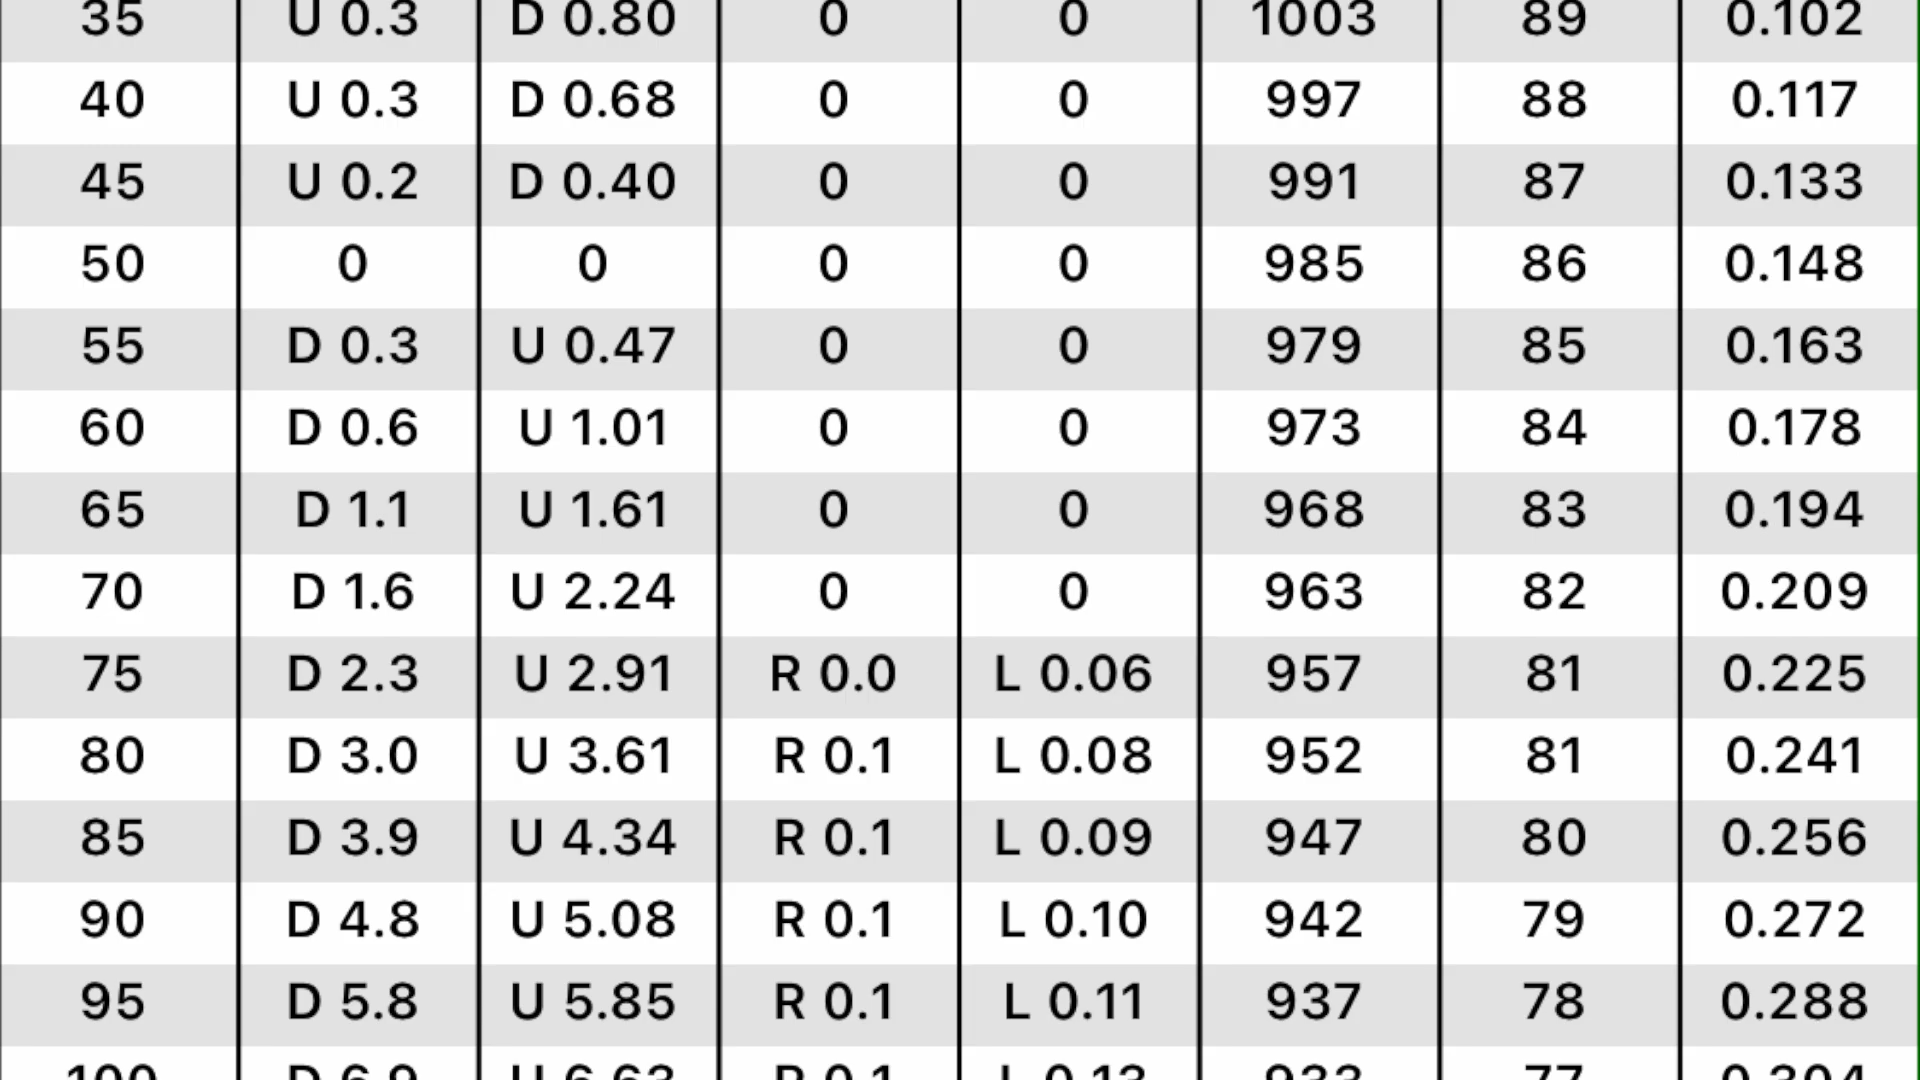 35 U 0.3 D 0.80 0 0 1003 89 0.102
40 U 0.3 D 0.68 0 0 997 88 0.117
45 U 0.2 D 0.40 0 0 991 87 0.133
50 0 0 0 0 985 86 0.148
55 D 0.3 U 0.47 0 0 979 85 0.163
60 D 0.6 U 1.01 0 0 973 84 0.178
65 D 1.1 U 1.61 0 0 968 83 0.194
70 D 1.6 U 2.24 0 0 963 82 0.209
75 D 2.3 U 2.91 R 0.0 L 0.06 957 81 0.225
80 D 3.0 U 3.61 R 0.1 L 0.08 952 81 0.241
85 D 3.9 U 4.34 R 0.1 L 0.09 947 80 0.256
90 D 4.8 U 5.08 R 0.1 L 0.10 942 79 0.272
95 D 5.8 U 5.85 R 0.1 L 0.11 937 78 0.288
100 D 6.9 U 6.63 R 0.1 L 0.13 933 77 0.304